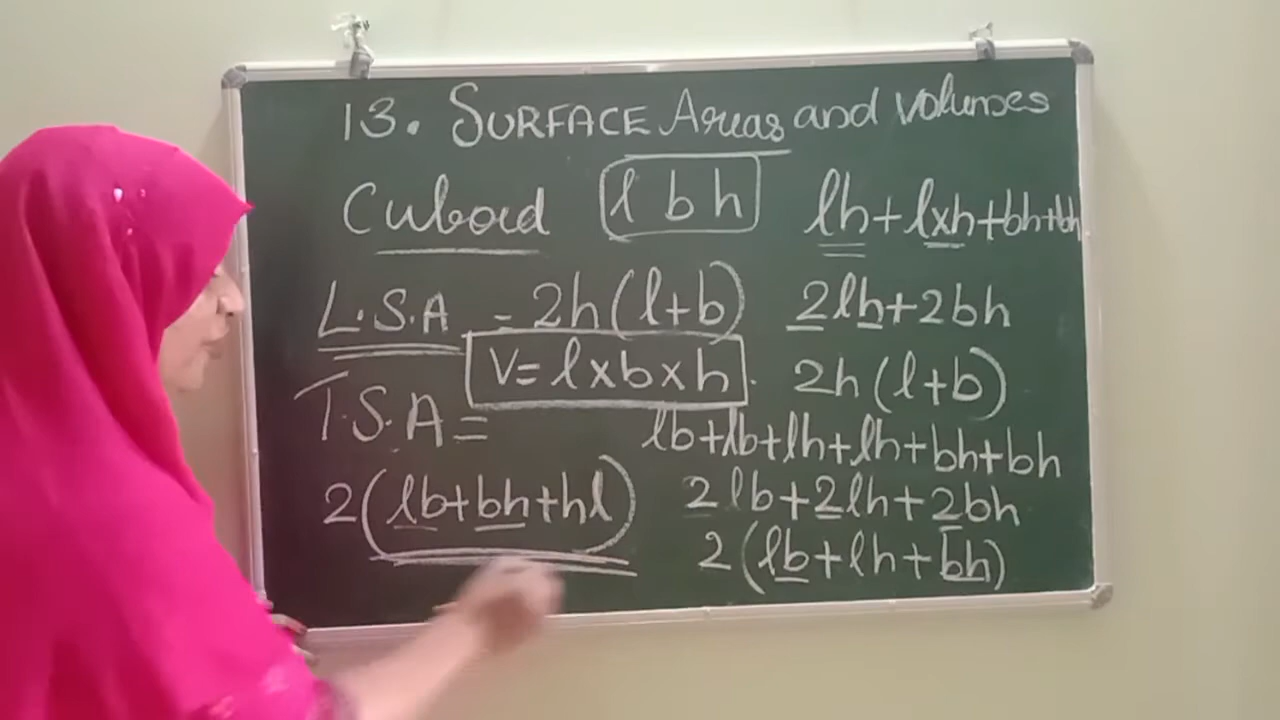 13. SURFACE Areas and Volumes
Cuboid l b h
lh+l×h+bh+bh
L.S.A = 2h(l+b)
2lh+2bh
V=l×b×h.
2h(l+b)
T.S.A =
lb+lb+lh+lh+bh+bh
2(lb+bh+hl)
2lb+2lh+2bh
2(lb+lh+bh)